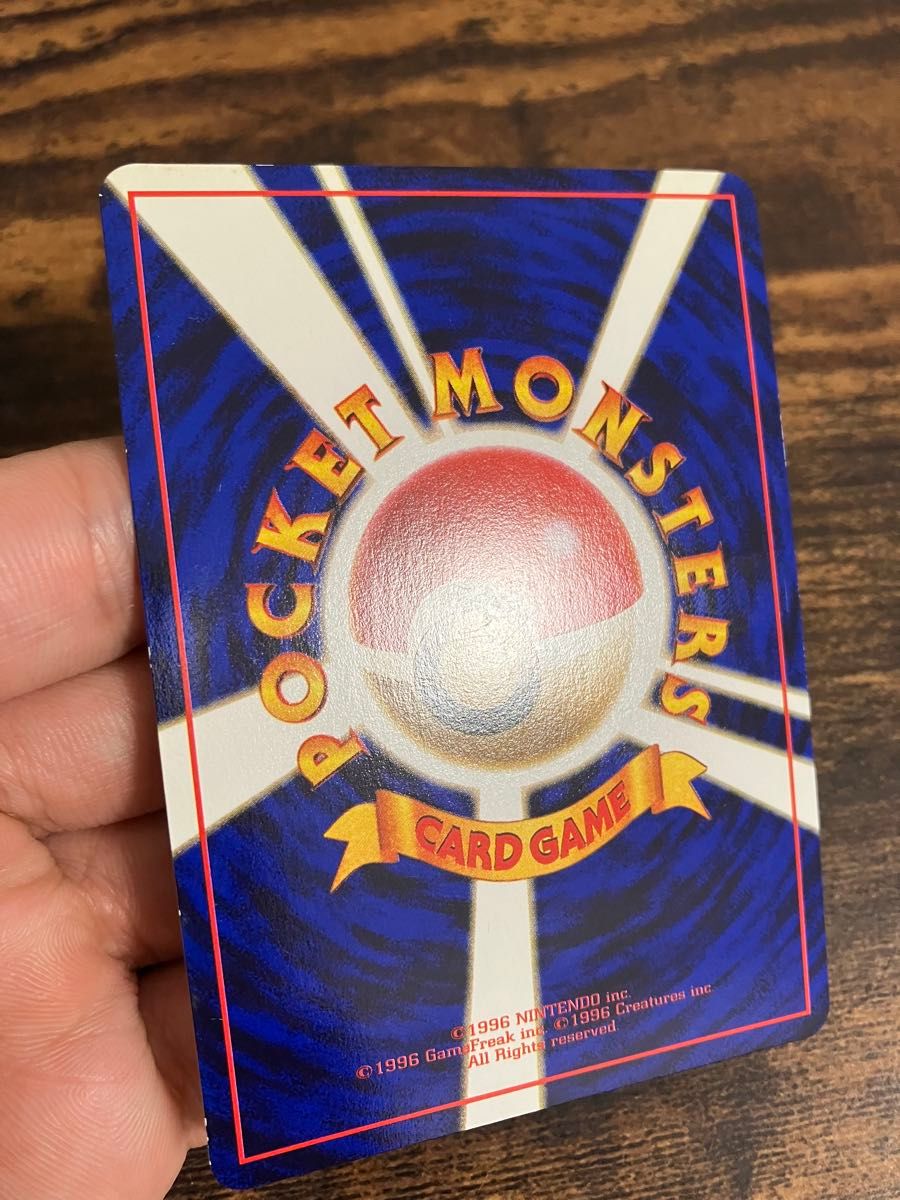 POCKET MONSTERS
CARD GAME
©1996 NINTENDO inc.
©1996 GameFreak inc. ©1996 Creatures inc.
All Rights reserved.